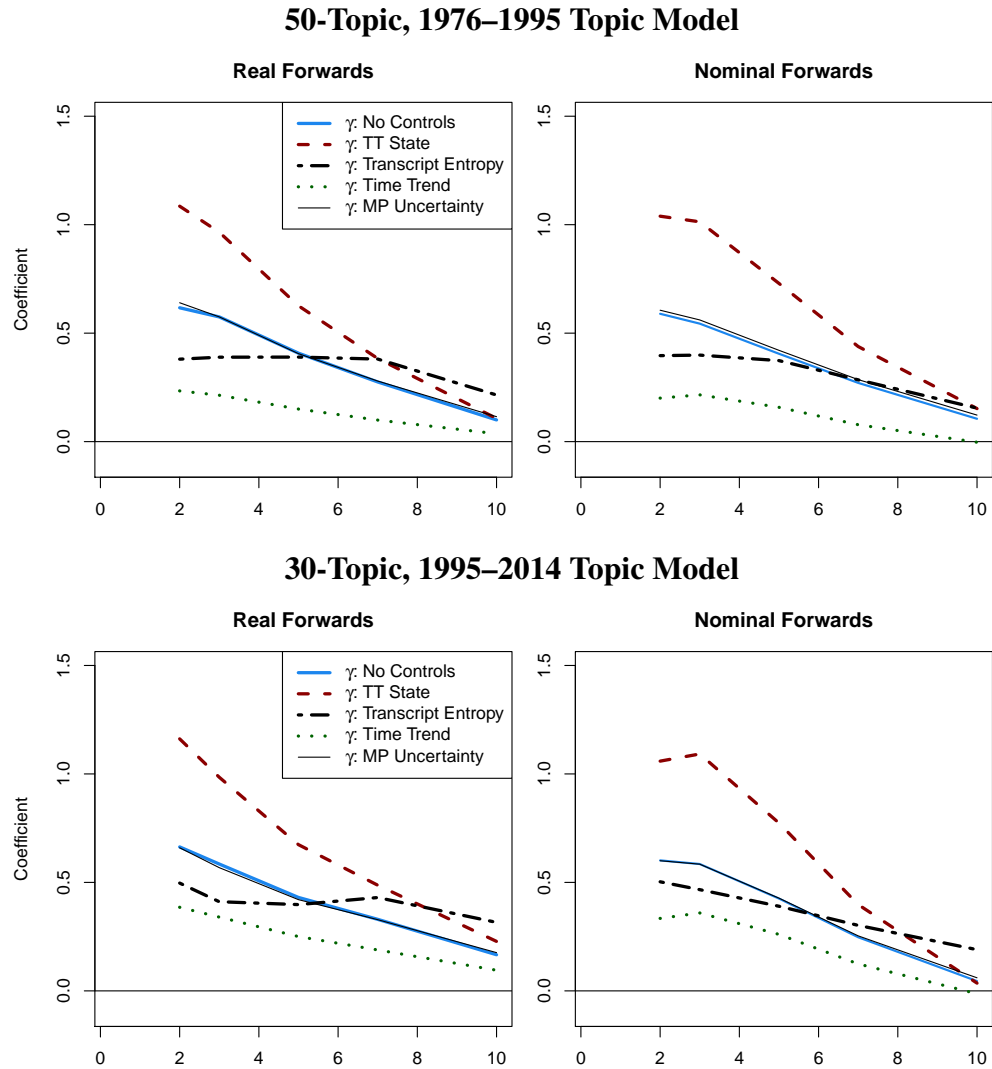 50-Topic, 1976–1995 Topic Model
Real Forwards
Nominal Forwards
Coefficient
0.0 0.5 1.0 1.5
γ: No Controls
γ: TT State
γ: Transcript Entropy
γ: Time Trend
γ: MP Uncertainty
0 2 4 6 8 10
0.0 0.5 1.0 1.5
0 2 4 6 8 10
30-Topic, 1995–2014 Topic Model
Real Forwards
Nominal Forwards
Coefficient
0.0 0.5 1.0 1.5
γ: No Controls
γ: TT State
γ: Transcript Entropy
γ: Time Trend
γ: MP Uncertainty
0 2 4 6 8 10
0.0 0.5 1.0 1.5
0 2 4 6 8 10